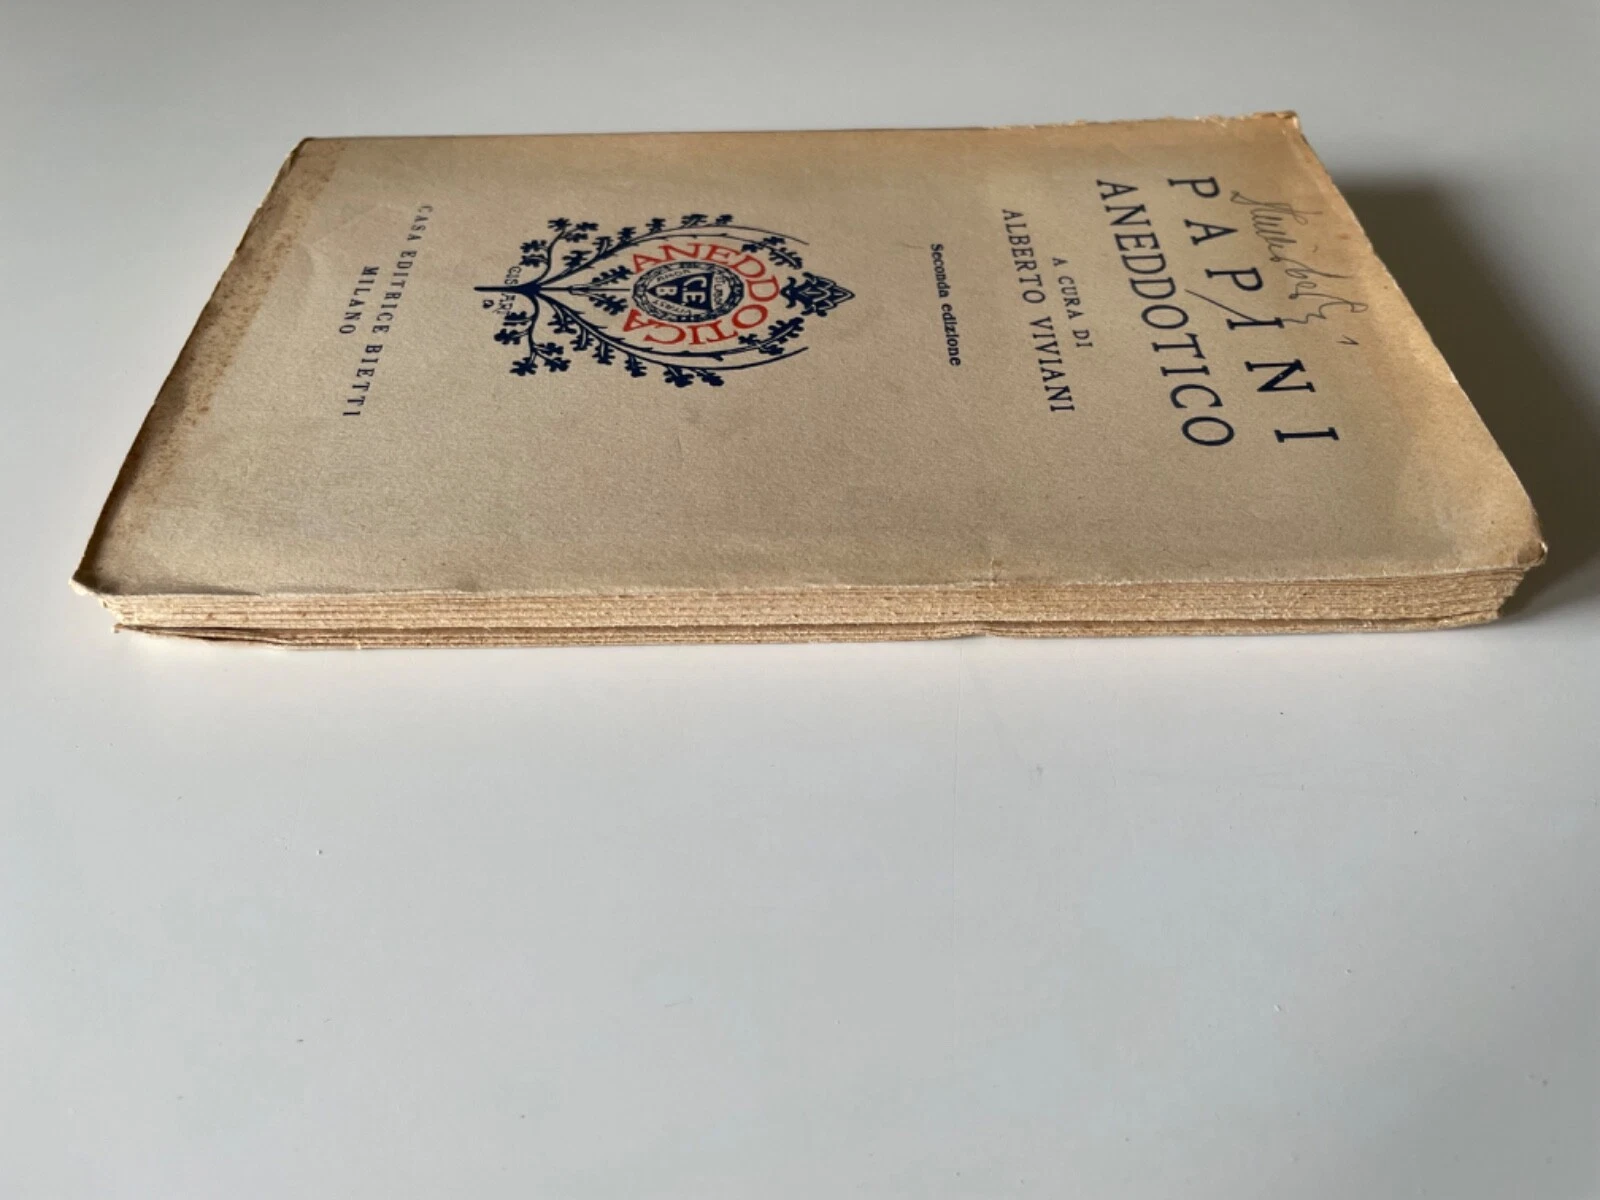 PAPINI
ANEDDOTICO
A CURA DI
ALBERTO VIVIANI
Seconda edizione
ANEDDOTICA
CEB
CASA EDITRICE BIETTI
MILANO